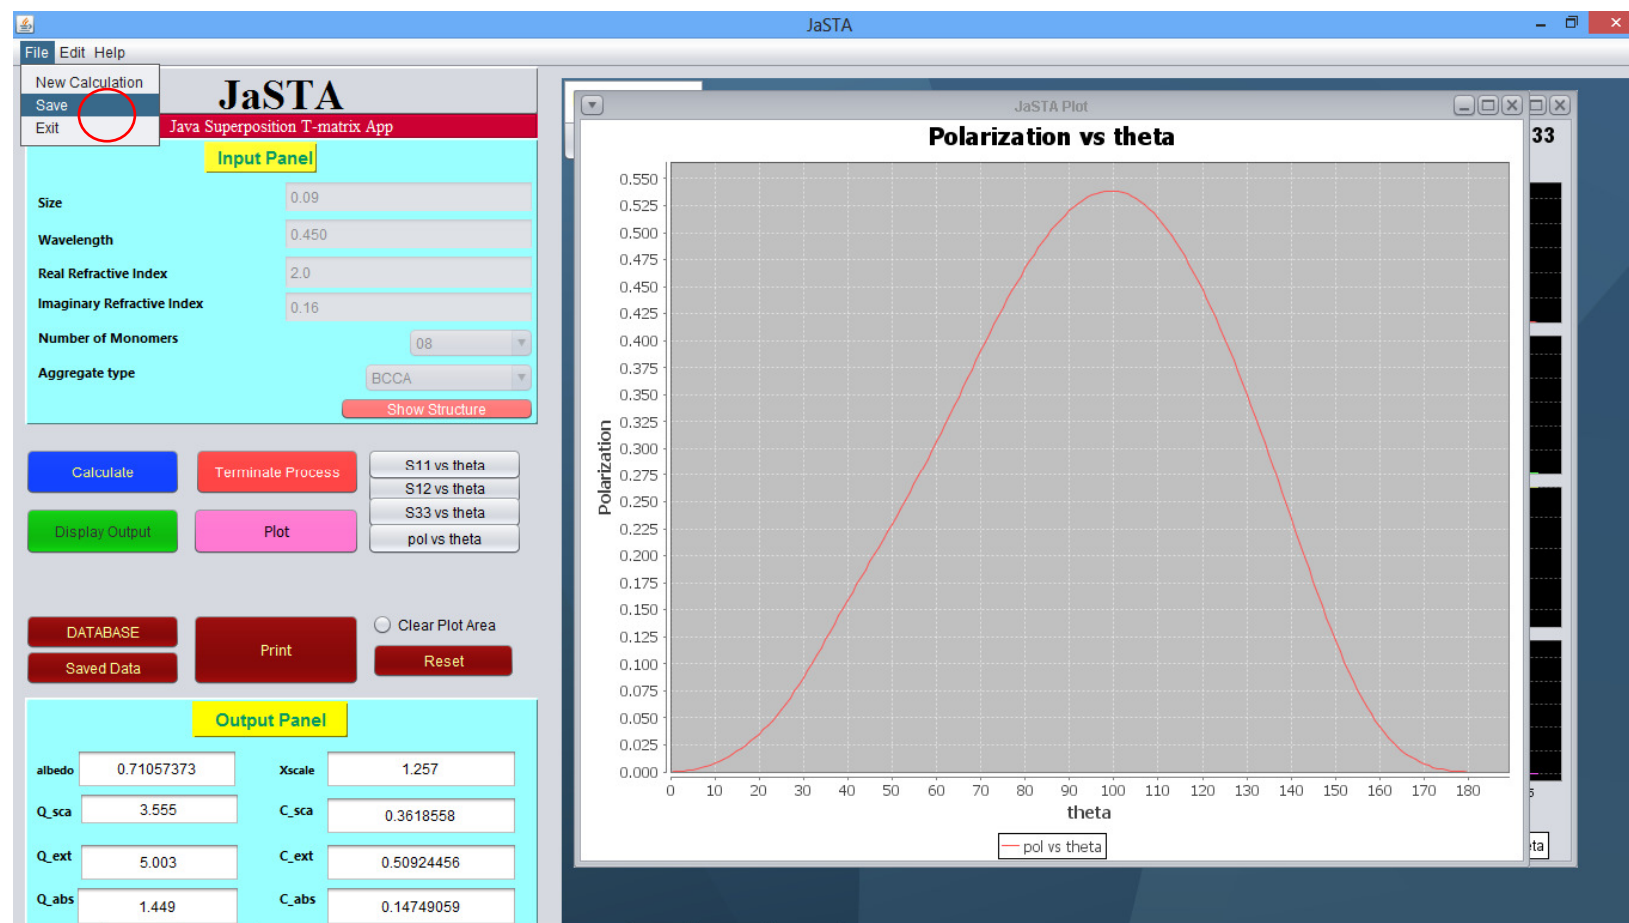 JaSTA
File Edit Help
New Calculation
Save
Exit
JaSTA
Java Superposition T-matrix App
Input Panel
Size 0.09
Wavelength 0.450
Real Refractive Index 2.0
Imaginary Refractive Index 0.16
Number of Monomers 08
Aggregate type BCCA
Show Structure
Calculate
Terminate Process
S11 vs theta
S12 vs theta
S33 vs theta
pol vs theta
Display Output
Plot
DATABASE
Saved Data
Print
Clear Plot Area
Reset
Output Panel
albedo 0.71057373 Xscale 1.257
Q_sca 3.555 C_sca 0.3618558
Q_ext 5.003 C_ext 0.50924456
Q_abs 1.449 C_abs 0.14749059
JaSTA Plot
Polarization vs theta
33
0.550
0.525
0.500
0.475
0.450
0.425
0.400
0.375
0.350
0.325
0.300
0.275
0.250
0.225
0.200
0.175
0.150
0.125
0.100
0.075
0.050
0.025
0.000
Polarization
0 10 20 30 40 50 60 70 80 90 100 110 120 130 140 150 160 170 180
theta
pol vs theta
ta